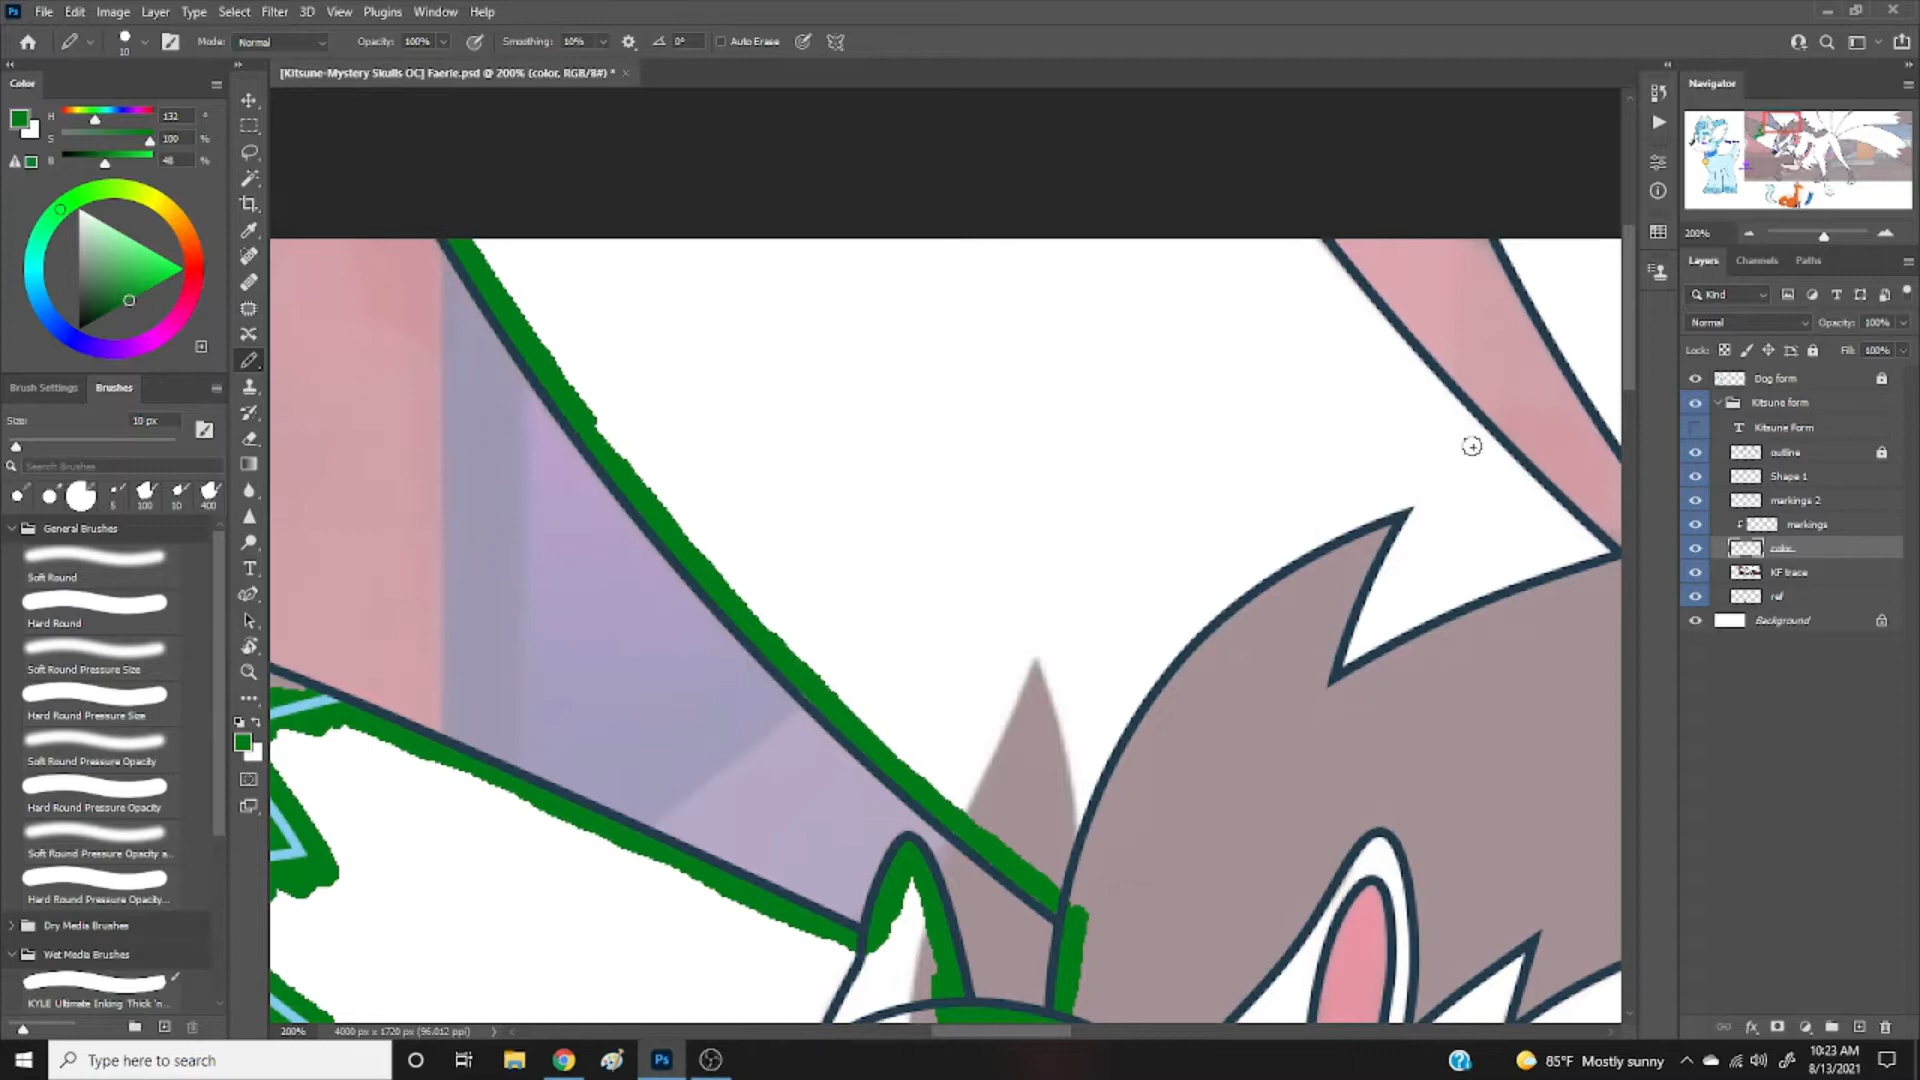 Ps File Edit Image Layer Type Select Filter 3D View Plugins Window Help
10 Mode: Normal Opacity: 100% Smoothing: 10% 0° Auto Erase
[Kitsune-Mystery Skulls OC] Faerie.psd @ 200% (color, RGB/8#) * ×
Color
H 132 °
S 100 %
B 48 %
Brush Settings Brushes
Size: 10 px
Search Brushes
5 100 10 400
General Brushes
Soft Round
Hard Round
Soft Round Pressure Size
Hard Round Pressure Size
Soft Round Pressure Opacity
Hard Round Pressure Opacity
Soft Round Pressure Opacity a...
Hard Round Pressure Opacity...
Dry Media Brushes
Wet Media Brushes
KYLE Ultimate Inking Thick 'n...
200% 4000 px x 1720 px (96.012 ppi)
Navigator
200%
Layers Channels Paths
Kind
Normal Opacity: 100%
Lock: Fill: 100%
Dog form
Kitsune form
T Kitsune Form
outline
Shape 1
markings 2
markings
color
KF trace
ref
Background
Type here to search
Ps
85°F Mostly sunny
10:23 AM
8/13/2021